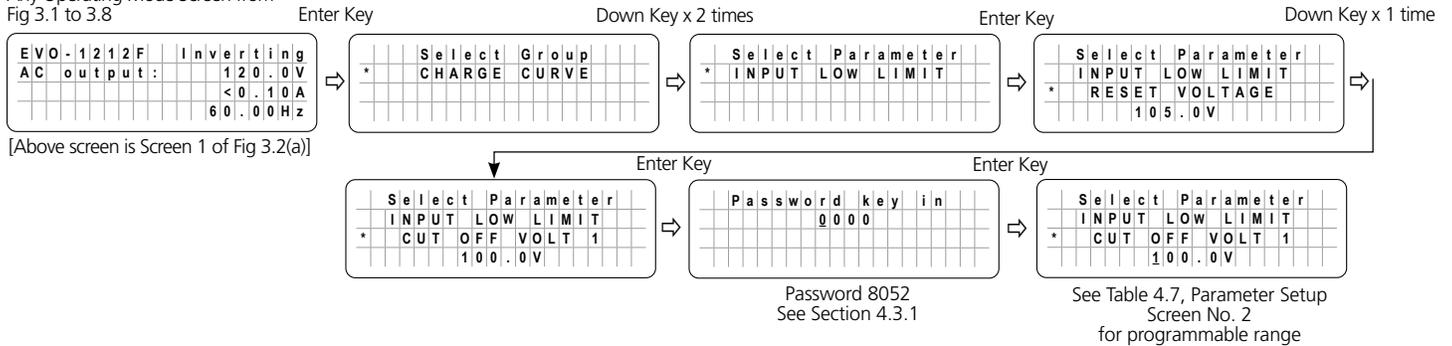 Any Operating Mode Screen from
Fig 3.1 to 3.8
Enter Key
Down Key x 2 times
Enter Key
Down Key x 1 time
EVO-1212F Inverting
AC output: 120.0V
<0.10A
60.00Hz
Select Group
* CHARGE CURVE
Select Parameter
* INPUT LOW LIMIT
Select Parameter
INPUT LOW LIMIT
* RESET VOLTAGE
105.0V
[Above screen is Screen 1 of Fig 3.2(a)]
Enter Key
Enter Key
Select Parameter
INPUT LOW LIMIT
* CUT OFF VOLT 1
100.0V
Password key in
0000
Select Parameter
INPUT LOW LIMIT
* CUT OFF VOLT 1
100.0V
Password 8052
See Section 4.3.1
See Table 4.7, Parameter Setup
Screen No. 2
for programmable range